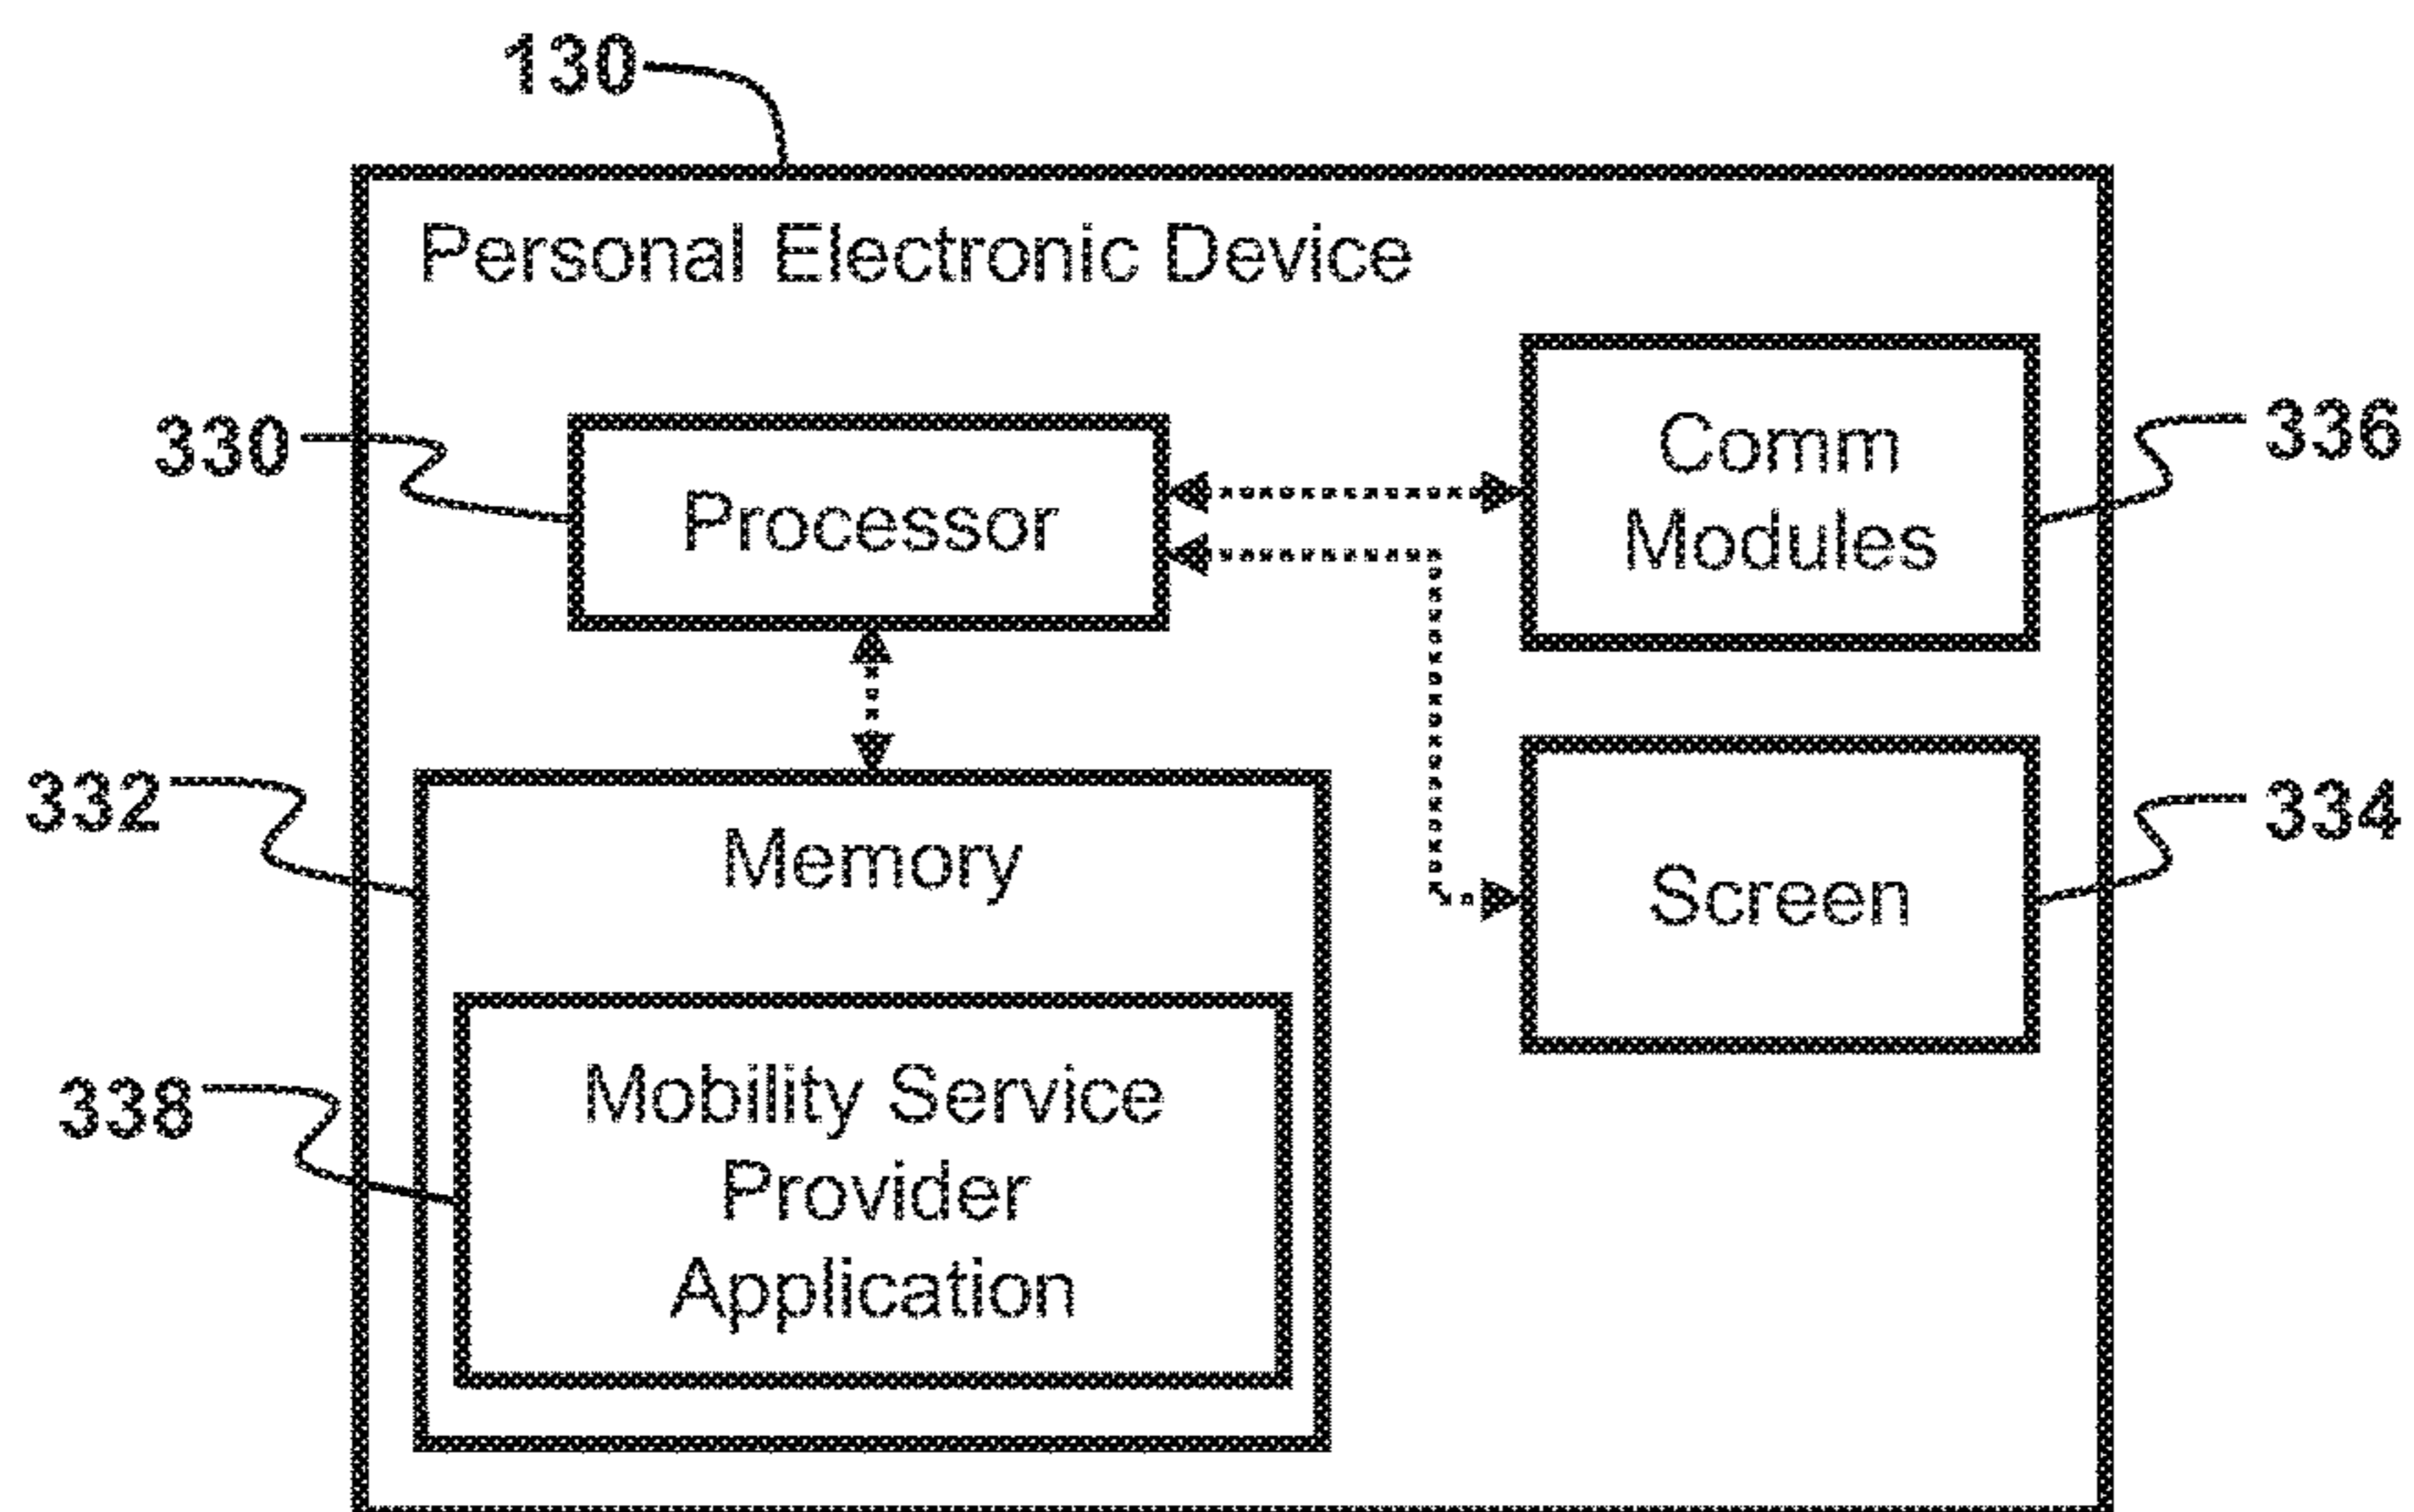 130
Personal Electronic Device
330
Processor
Comm
Modules
336
332
Memory
Screen
334
338
Mobility Service
Provider
Application